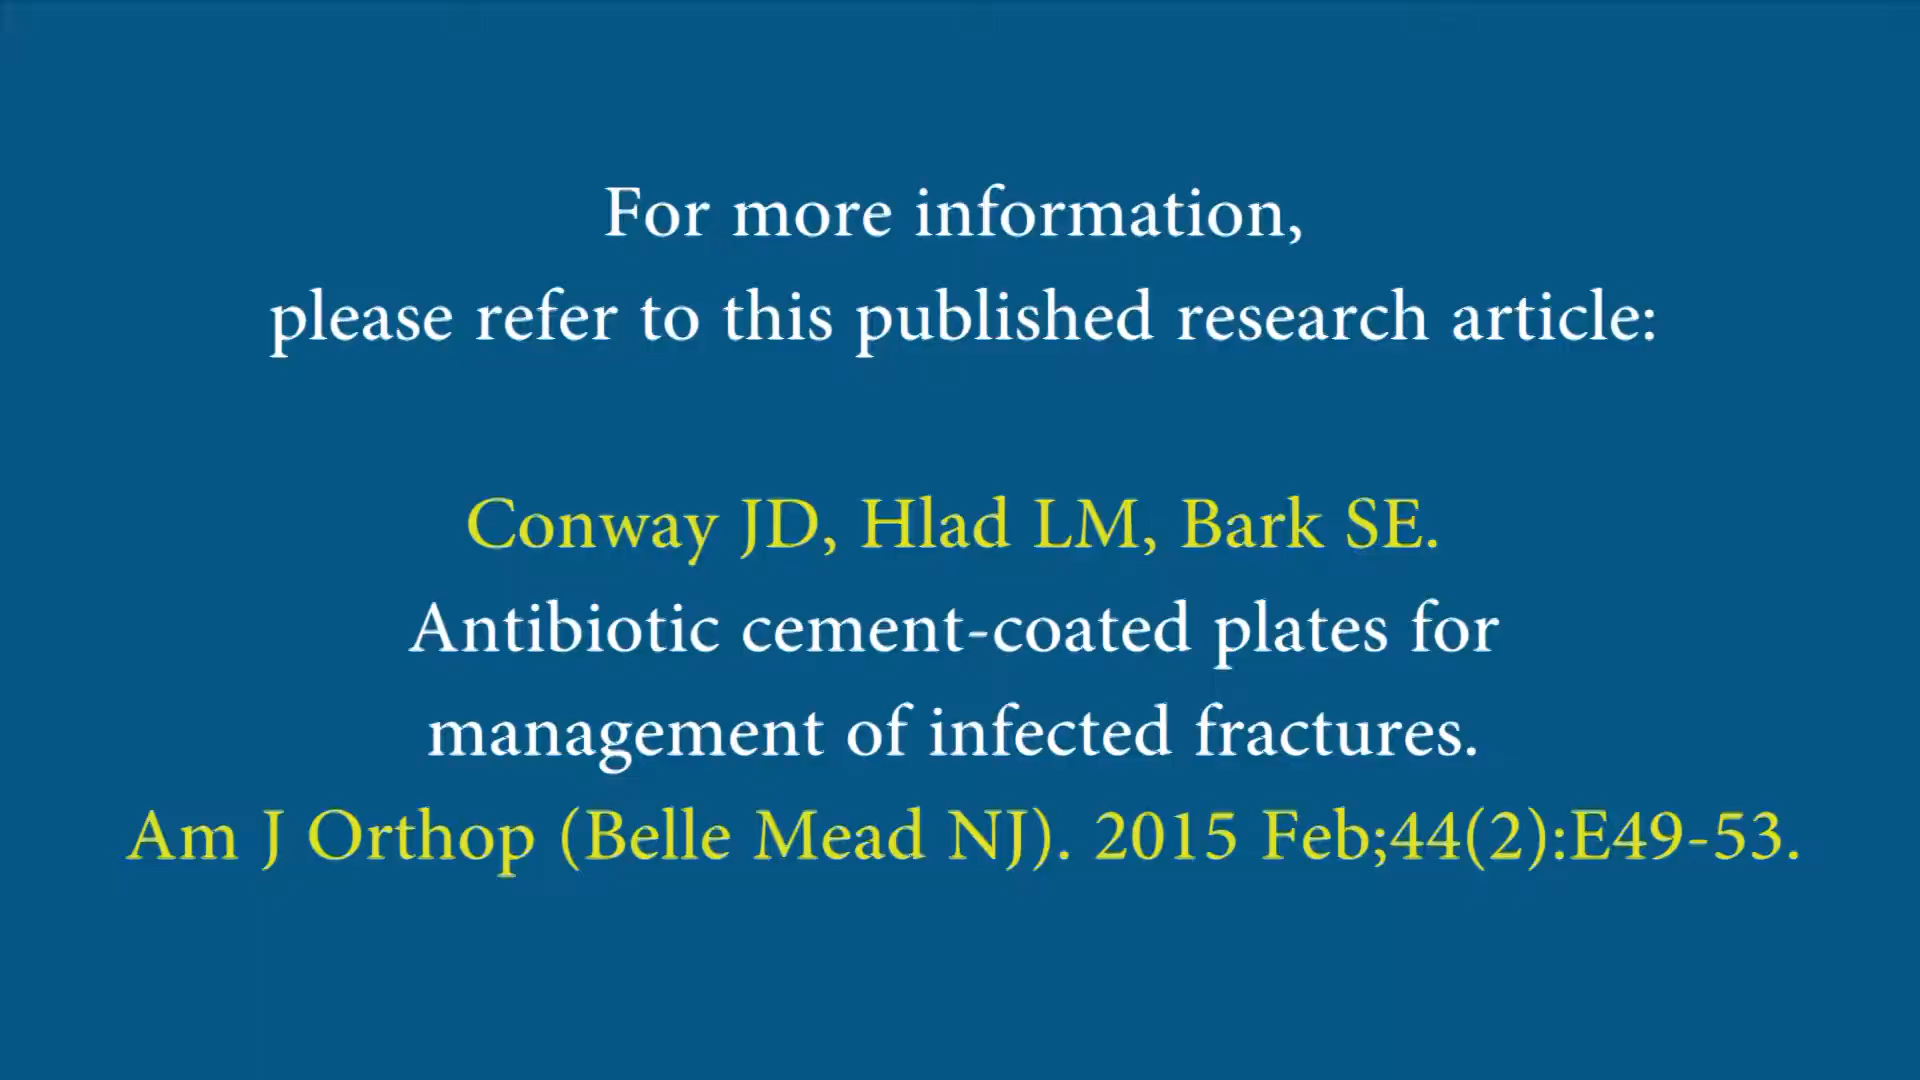 For more information,
please refer to this published research article:
Conway JD, Hlad LM, Bark SE.
Antibiotic cement-coated plates for
management of infected fractures.
Am J Orthop (Belle Mead NJ). 2015 Feb;44(2):E49-53.